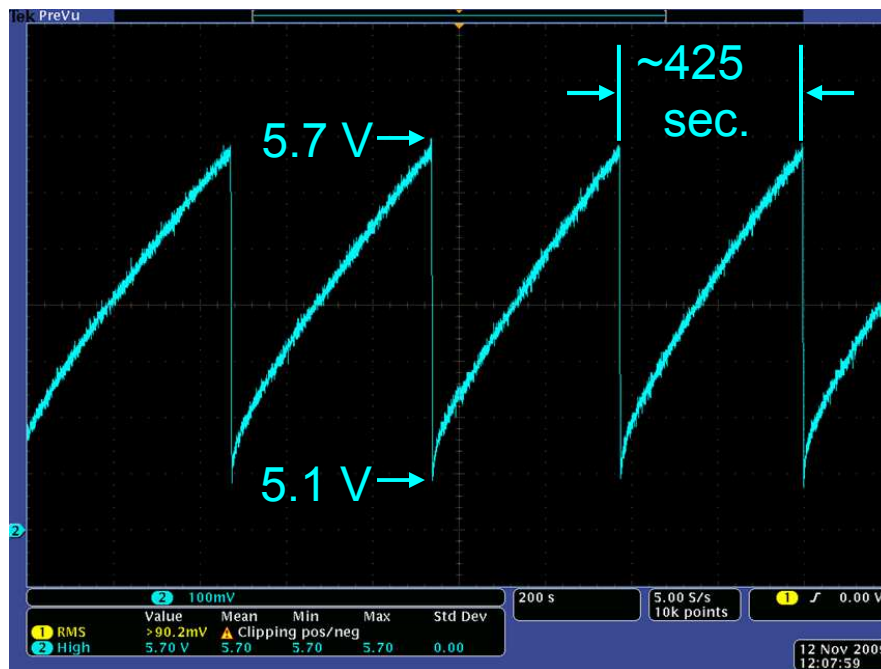 Tek PreVu
~425
sec.
5.7 V
5.1 V
2
2 100mV
200 s
5.00 S/s
10k points
1 0.00 V
Value Mean Min Max Std Dev
1 RMS >90.2mV Clipping pos/neg
2 High 5.70 V 5.70 5.70 5.70 0.00
12 Nov 2009
12:07:59